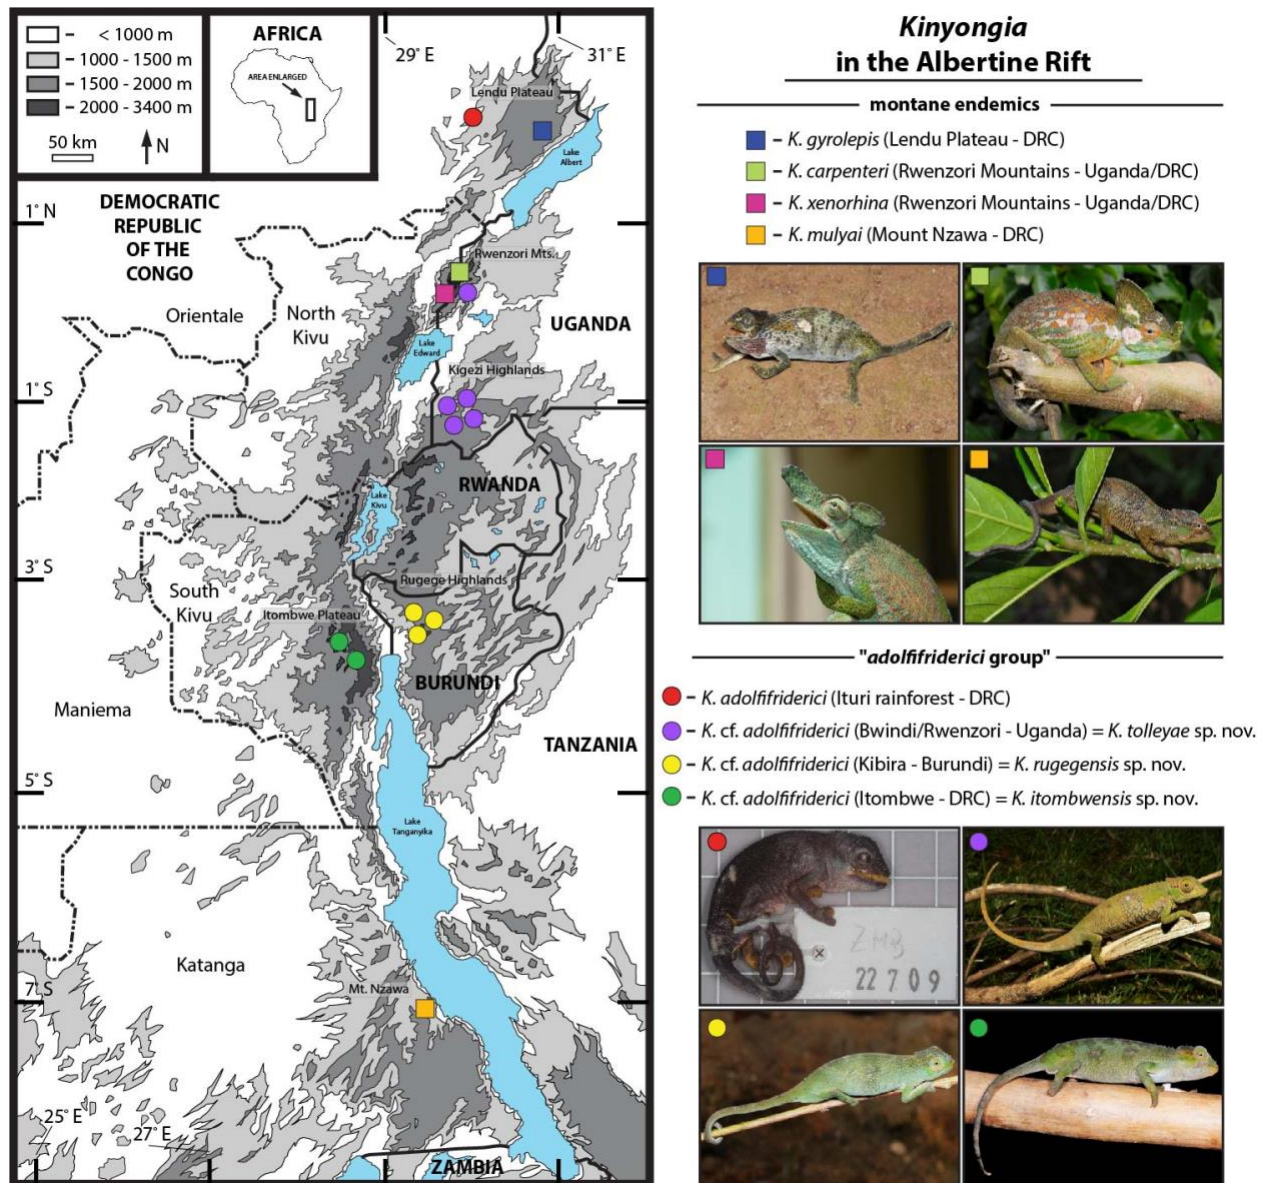 – < 1000 m
– 1000 - 1500 m
– 1500 - 2000 m
– 2000 - 3400 m
50 km
N
AFRICA
AREA ENLARGED
29° E
31° E
Lendu Plateau
Lake
Albert
DEMOCRATIC
REPUBLIC
OF THE
CONGO
1° N
Rwenzori Mts.
Orientale
North
Kivu
UGANDA
Lake
Edward
Kigezi Highlands
1° S
RWANDA
Lake
Kivu
3° S
Rugege Highlands
South
Kivu
Itombwe Plateau
BURUNDI
Maniema
TANZANIA
5° S
Lake
Tanganyika
Katanga
Mt. Nzawa
7° S
25° E
27° E
ZAMBIA
Kinyongia
in the Albertine Rift
montane endemics
– K. gyrolepis (Lendu Plateau - DRC)
– K. carpenteri (Rwenzori Mountains - Uganda/DRC)
– K. xenorhina (Rwenzori Mountains - Uganda/DRC)
– K. mulyai (Mount Nzawa - DRC)
"adolfifriderici group"
– K. adolfifriderici (Ituri rainforest - DRC)
– K. cf. adolfifriderici (Bwindi/Rwenzori - Uganda) = K. tolleyae sp. nov.
– K. cf. adolfifriderici (Kibira - Burundi) = K. rugegensis sp. nov.
– K. cf. adolfifriderici (Itombwe - DRC) = K. itombwensis sp. nov.
ZMB
22709